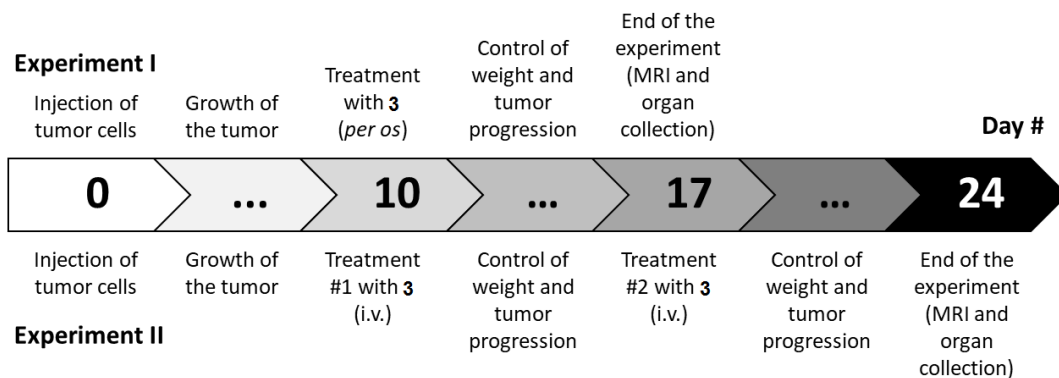 Experiment I
Injection of
tumor cells
Growth of
the tumor
Treatment
with 3
(per os)
Control of
weight and
tumor
progression
End of the
experiment
(MRI and
organ
collection)
Day #
0
...
10
...
17
...
24
Injection of
tumor cells
Growth of
the tumor
Treatment
#1 with 3
(i.v.)
Control of
weight and
tumor
progression
Treatment
#2 with 3
(i.v.)
Control of
weight and
tumor
progression
End of the
experiment
(MRI and
organ
collection)
Experiment II